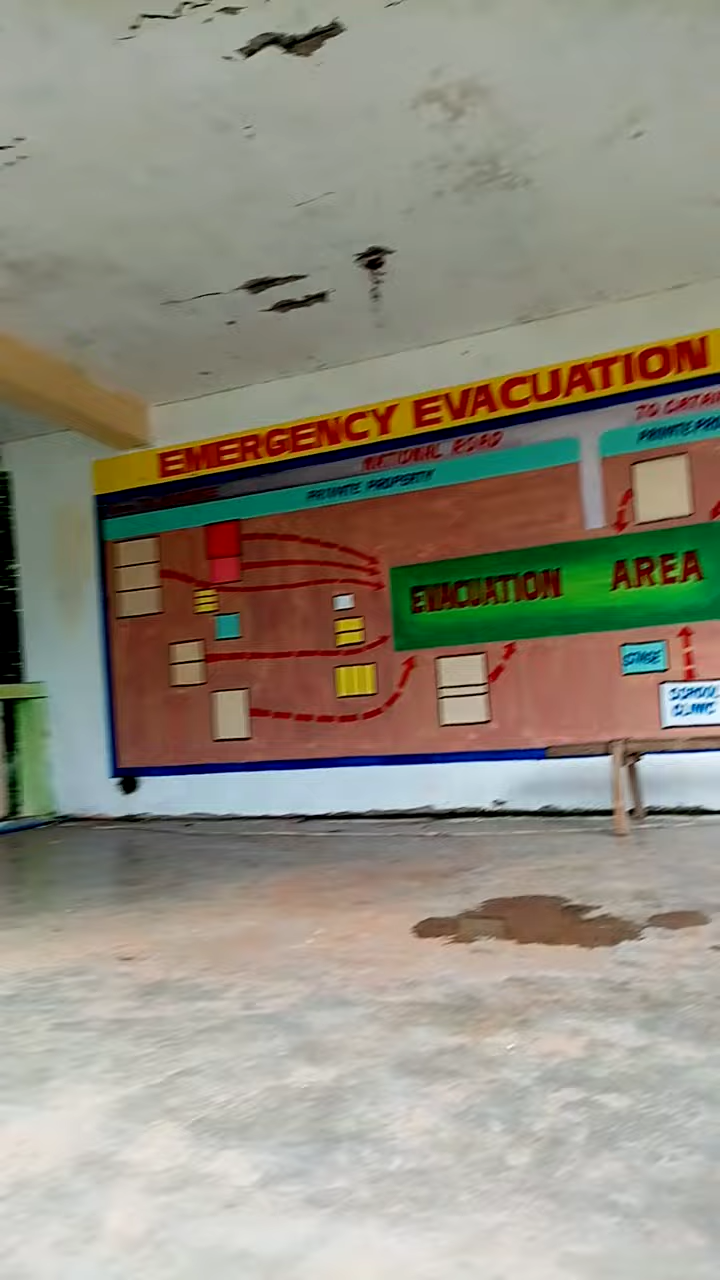 EMERGENCY EVACUATION
NATIONAL ROAD
PRIVATE PROPERTY
EVACUATION AREA
STAGE
SCHOOL
CLINIC